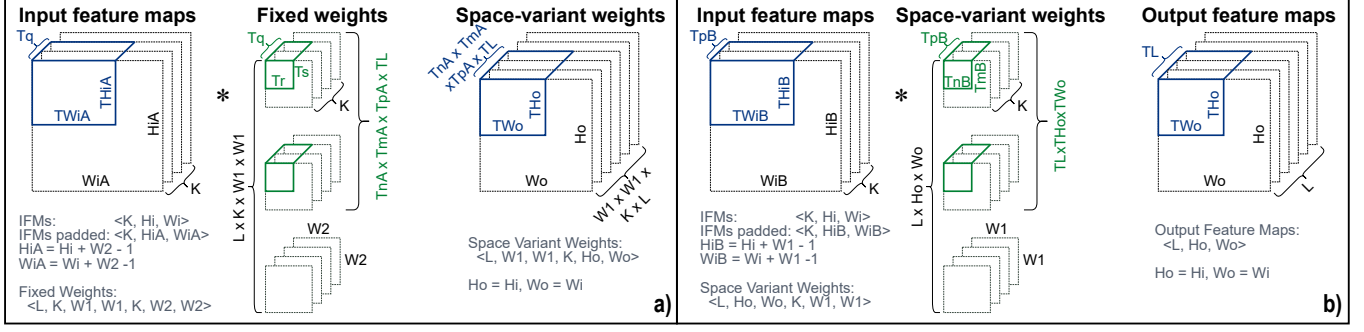 Input feature maps
Fixed weights
Space-variant weights
Tq
THiA
TWiA
HiA
WiA
K
*
Tq
Ts
Tr
K
L x K x W1 x W1
TnA x TmA x TpA x TL
W2
W2
TnA x TmA
xTpA x TL
THo
TWo
Ho
Wo
W1 x W1 x
K x L
IFMs: <K, Hi, Wi>
IFMs padded: <K, HiA, WiA>
HiA = Hi + W2 - 1
WiA = Wi + W2 -1
Fixed Weights:
<L, K, W1, W1, K, W2, W2>
Space Variant Weights:
<L, W1, W1, K, Ho, Wo>
Ho = Hi, Wo = Wi
a)
Input feature maps
Space-variant weights
Output feature maps
TpB
THiB
TWiB
HiB
WiB
K
*
TpB
TmB
TnB
K
L x Ho x Wo
TLxTHoxTWo
W1
W1
TL
THo
TWo
Ho
Wo
L
IFMs: <K, Hi, Wi>
IFMs padded: <K, HiB, WiB>
HiB = Hi + W1 - 1
WiB = Wi + W1 -1
Space Variant Weights:
<L, Ho, Wo, K, W1, W1>
Output Feature Maps:
<L, Ho, Wo>
Ho = Hi, Wo = Wi
b)